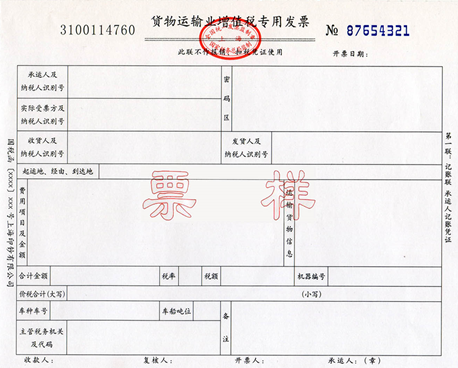 货物运输业增值税专用发票
3100114760
№ 87654321
此联不作报销、扣税凭证使用
开票日期：
承运人及
纳税人识别号
密码区
实际受票方及
纳税人识别号
收货人及
纳税人识别号
发货人及
纳税人识别号
起运地、经由、到达地
费用项目及金额
运输货物信息
票样
合计金额
税率
税额
机器编号
价税合计(大写)
(小写)
车种车号
车船吨位
备注
主管税务机关
及代码
收款人：
复核人：
开票人：
承运人：（章）
国税函（xxx）xxx号上海印钞有限公司
第一联：记账联 承运人记账凭证